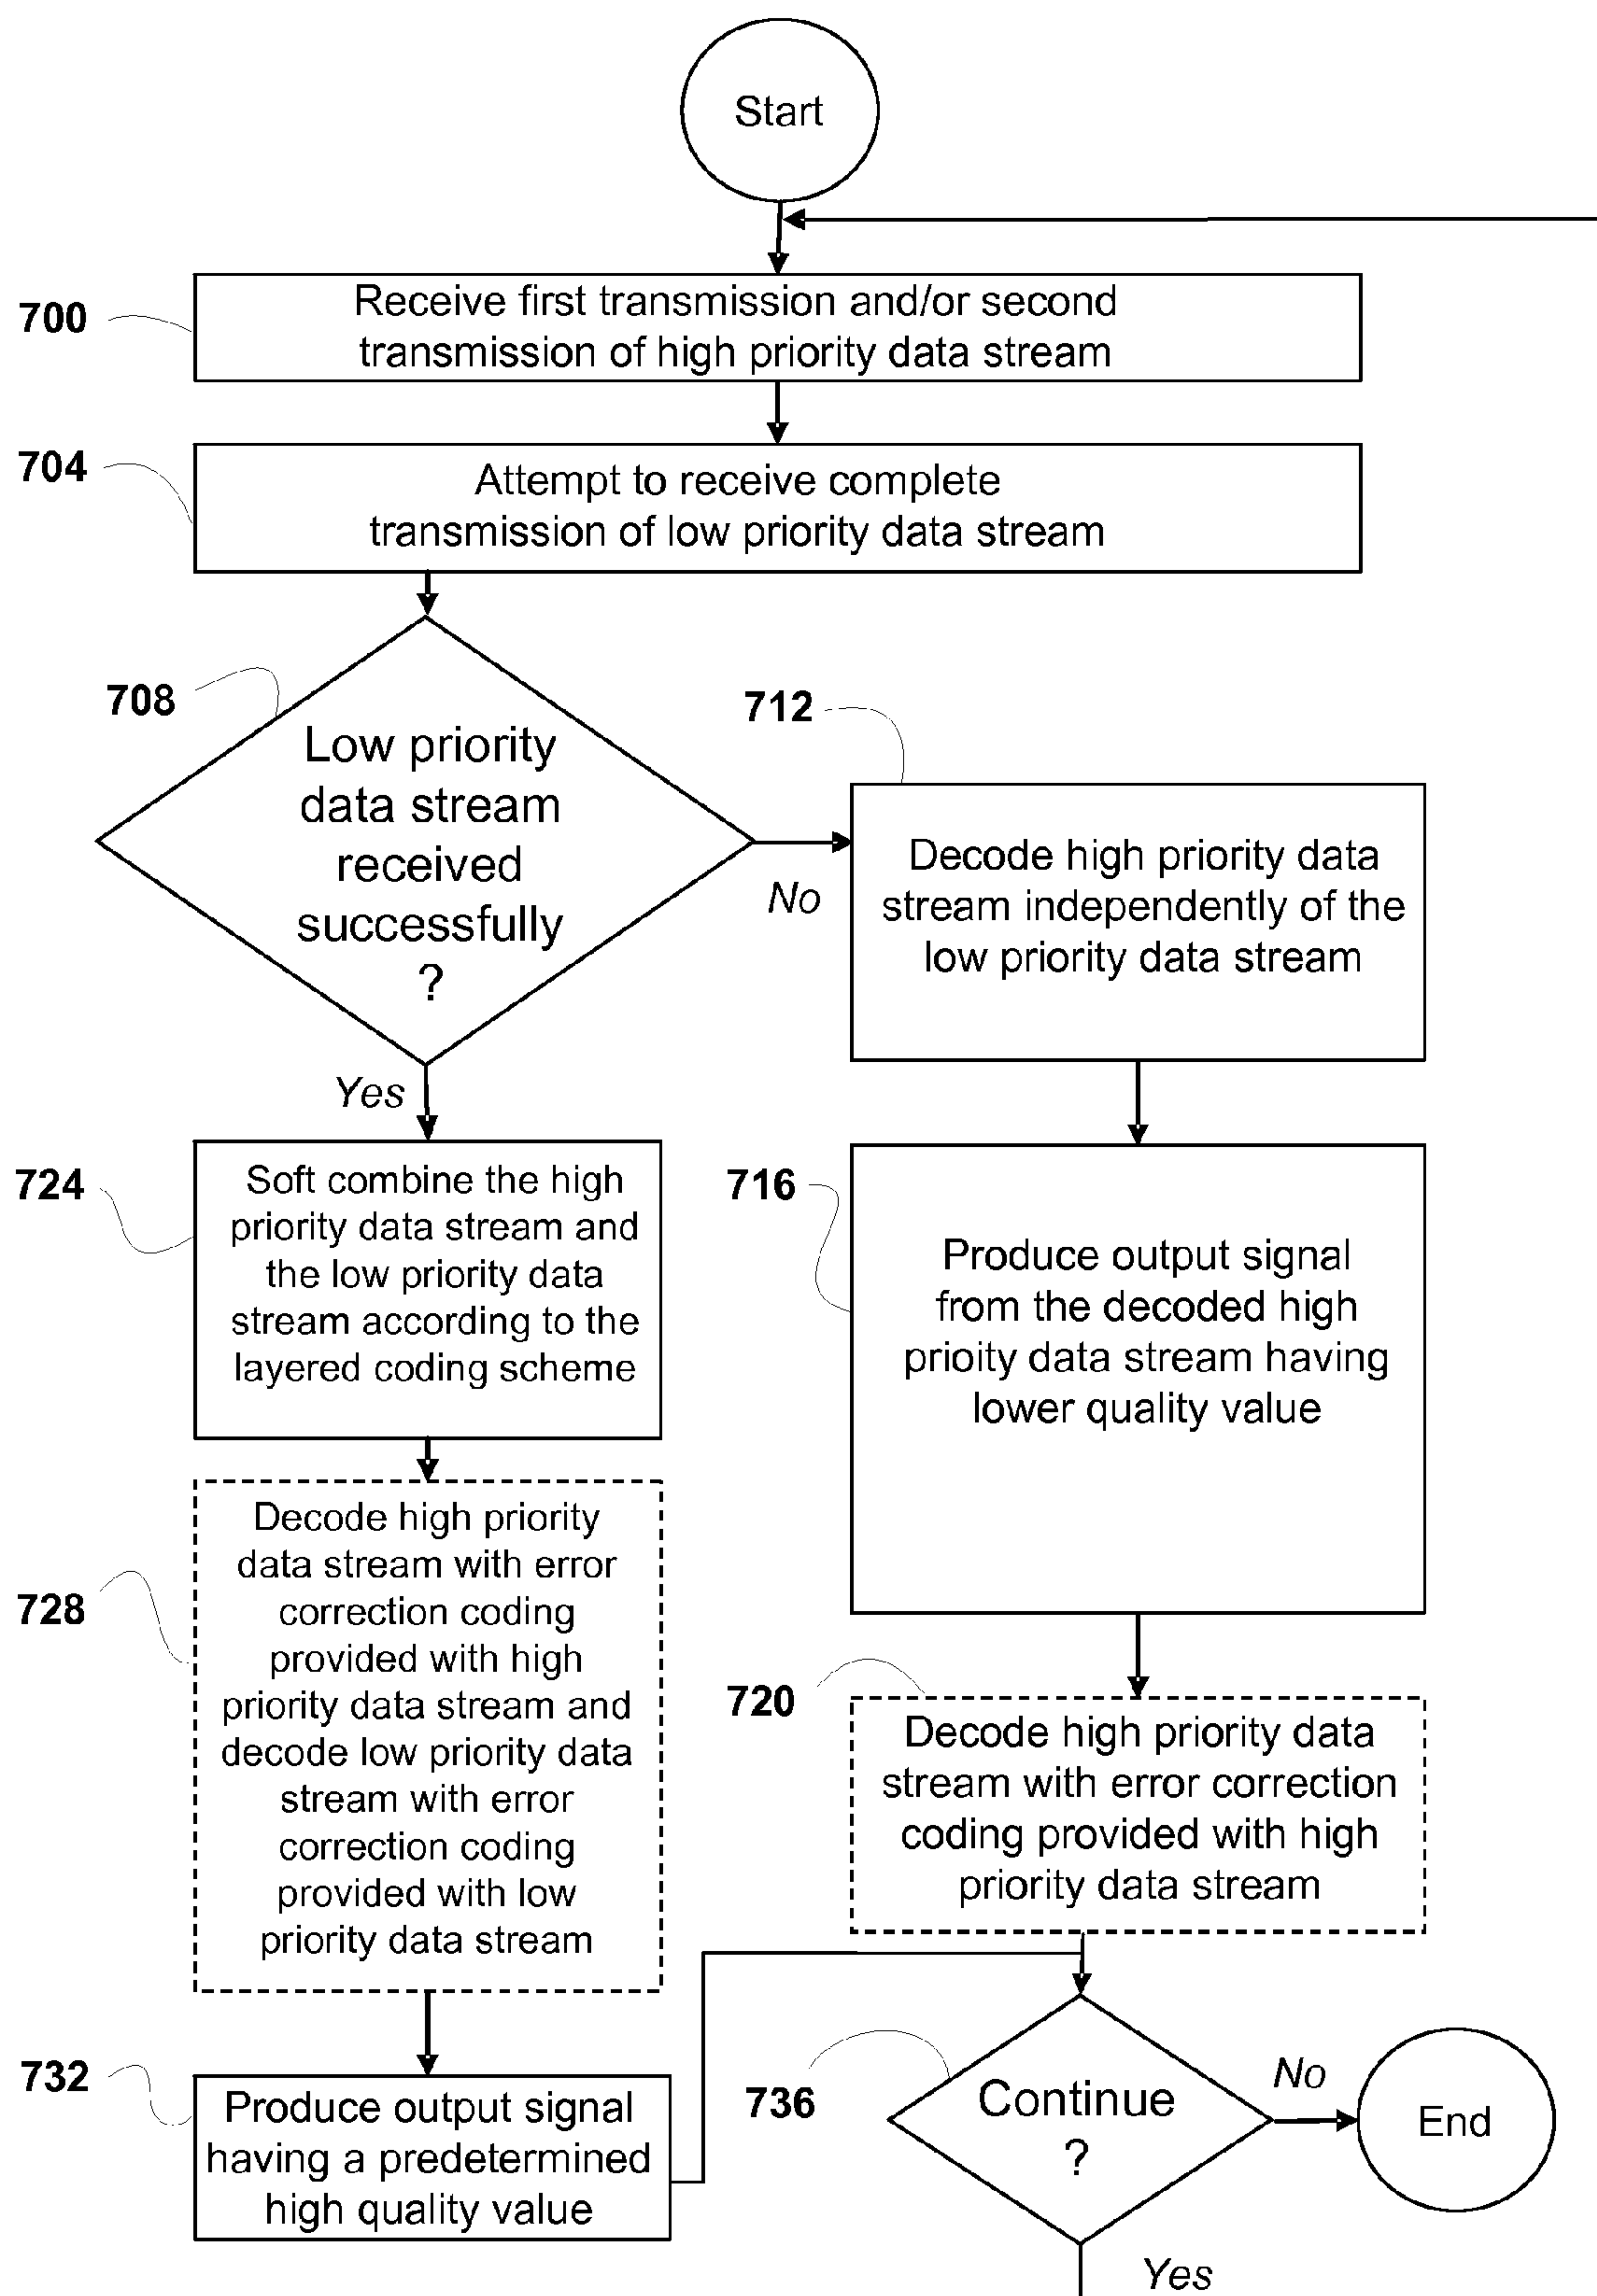 Start
700
Receive first transmission and/or second
transmission of high priority data stream
704
Attempt to receive complete
transmission of low priority data stream
708
Low priority
data stream
received
successfully
?
No
Yes
712
Decode high priority data
stream independently of the
low priority data stream
716
Produce output signal
from the decoded high
prioity data stream having
lower quality value
720
Decode high priority data
stream with error correction
coding provided with high
priority data stream
724
Soft combine the high
priority data stream and
the low priority data
stream according to the
layered coding scheme
728
Decode high priority
data stream with error
correction coding
provided with high
priority data stream and
decode low priority data
stream with error
correction coding
provided with low
priority data stream
732
Produce output signal
having a predetermined
high quality value
736
Continue
?
No
End
Yes